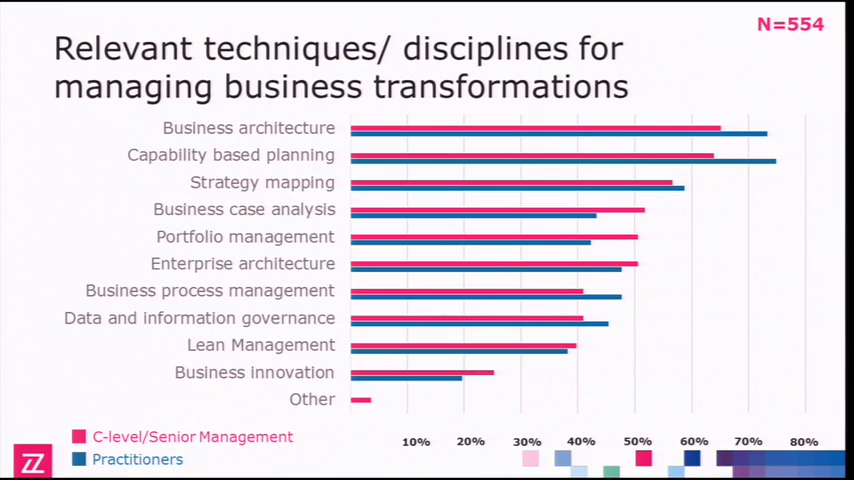 N=554
Relevant techniques/ disciplines for
managing business transformations
Business architecture
Capability based planning
Strategy mapping
Business case analysis
Portfolio management
Enterprise architecture
Business process management
Data and information governance
Lean Management
Business innovation
Other
C-level/Senior Management
Practitioners
10% 20% 30% 40% 50% 60% 70% 80%